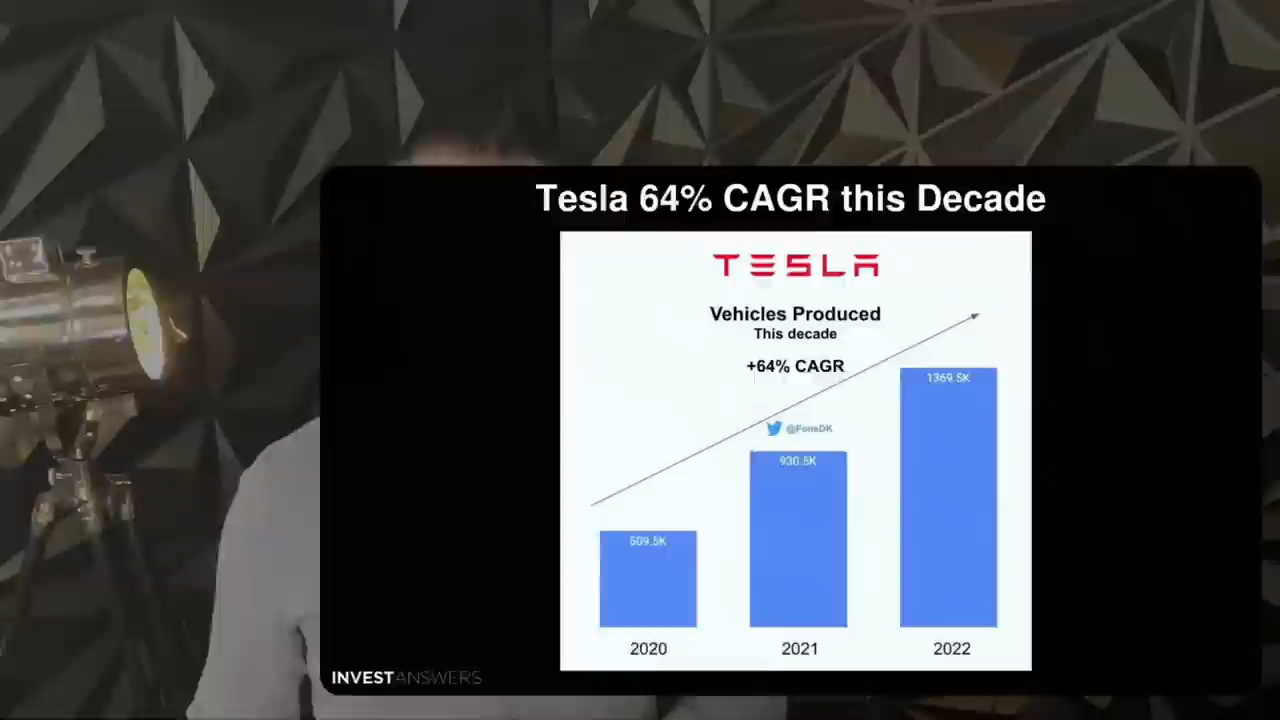 Tesla 64% CAGR this Decade
TESLA
Vehicles Produced
This decade
+64% CAGR
1369.5K
@FonsDK
930.5K
509.5K
2020 2021 2022
INVESTANSWERS